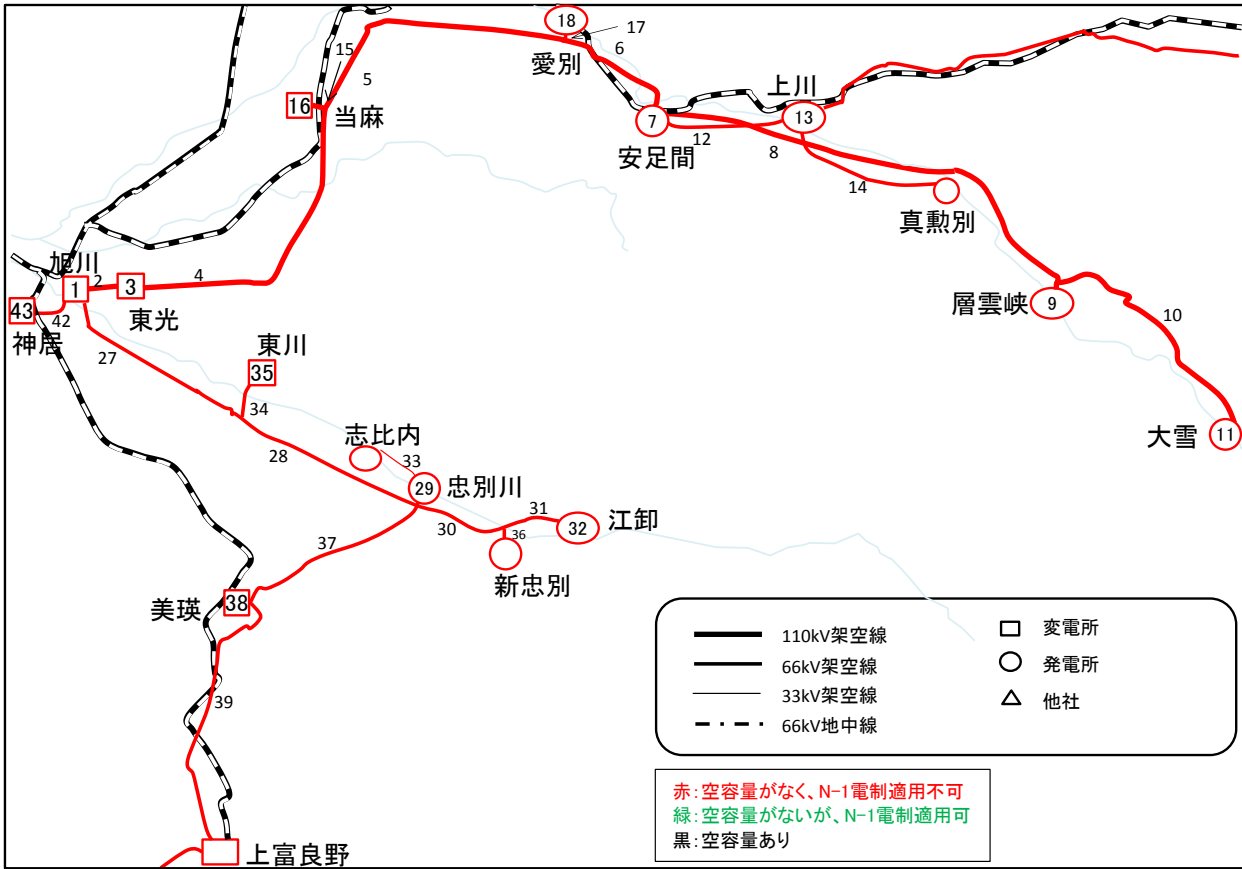 18
17
愛別
6
15
5
16
当麻
上川
13
7
安足間
12
8
14
真勲別
旭川
1
2
3
東光
4
43
神居
42
27
層雲峡
9
10
大雪
11
東川
35
34
28
志比内
33
29
忠別川
30
31
32
江卸
36
新忠別
37
美瑛
38
39
上富良野
110kV架空線
66kV架空線
33kV架空線
66kV地中線
変電所
発電所
他社
赤:空容量がなく、N-1電制適用不可
緑:空容量がないが、N-1電制適用可
黒:空容量あり